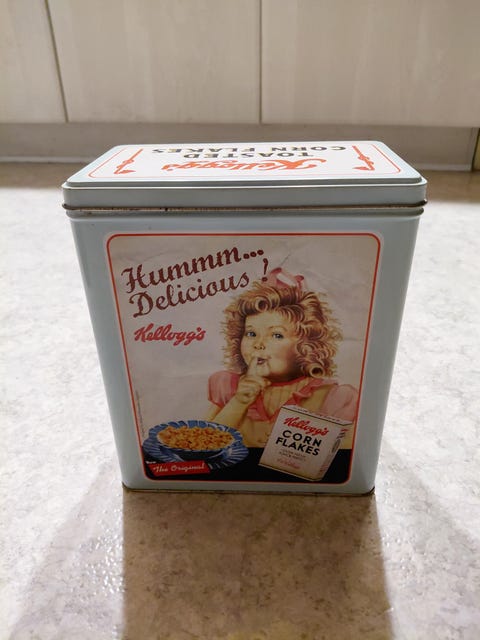 Kellogg's
TOASTED
CORN FLAKES
Hummm...
Delicious !
Kellogg's
The Original
Kellogg's
CORN
FLAKES